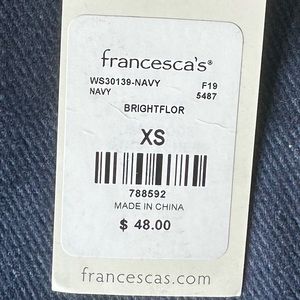 francesca's®
WS30139-NAVY F19
NAVY 5487
BRIGHTFLOR
XS
788592
MADE IN CHINA
$ 48.00
francescas.com